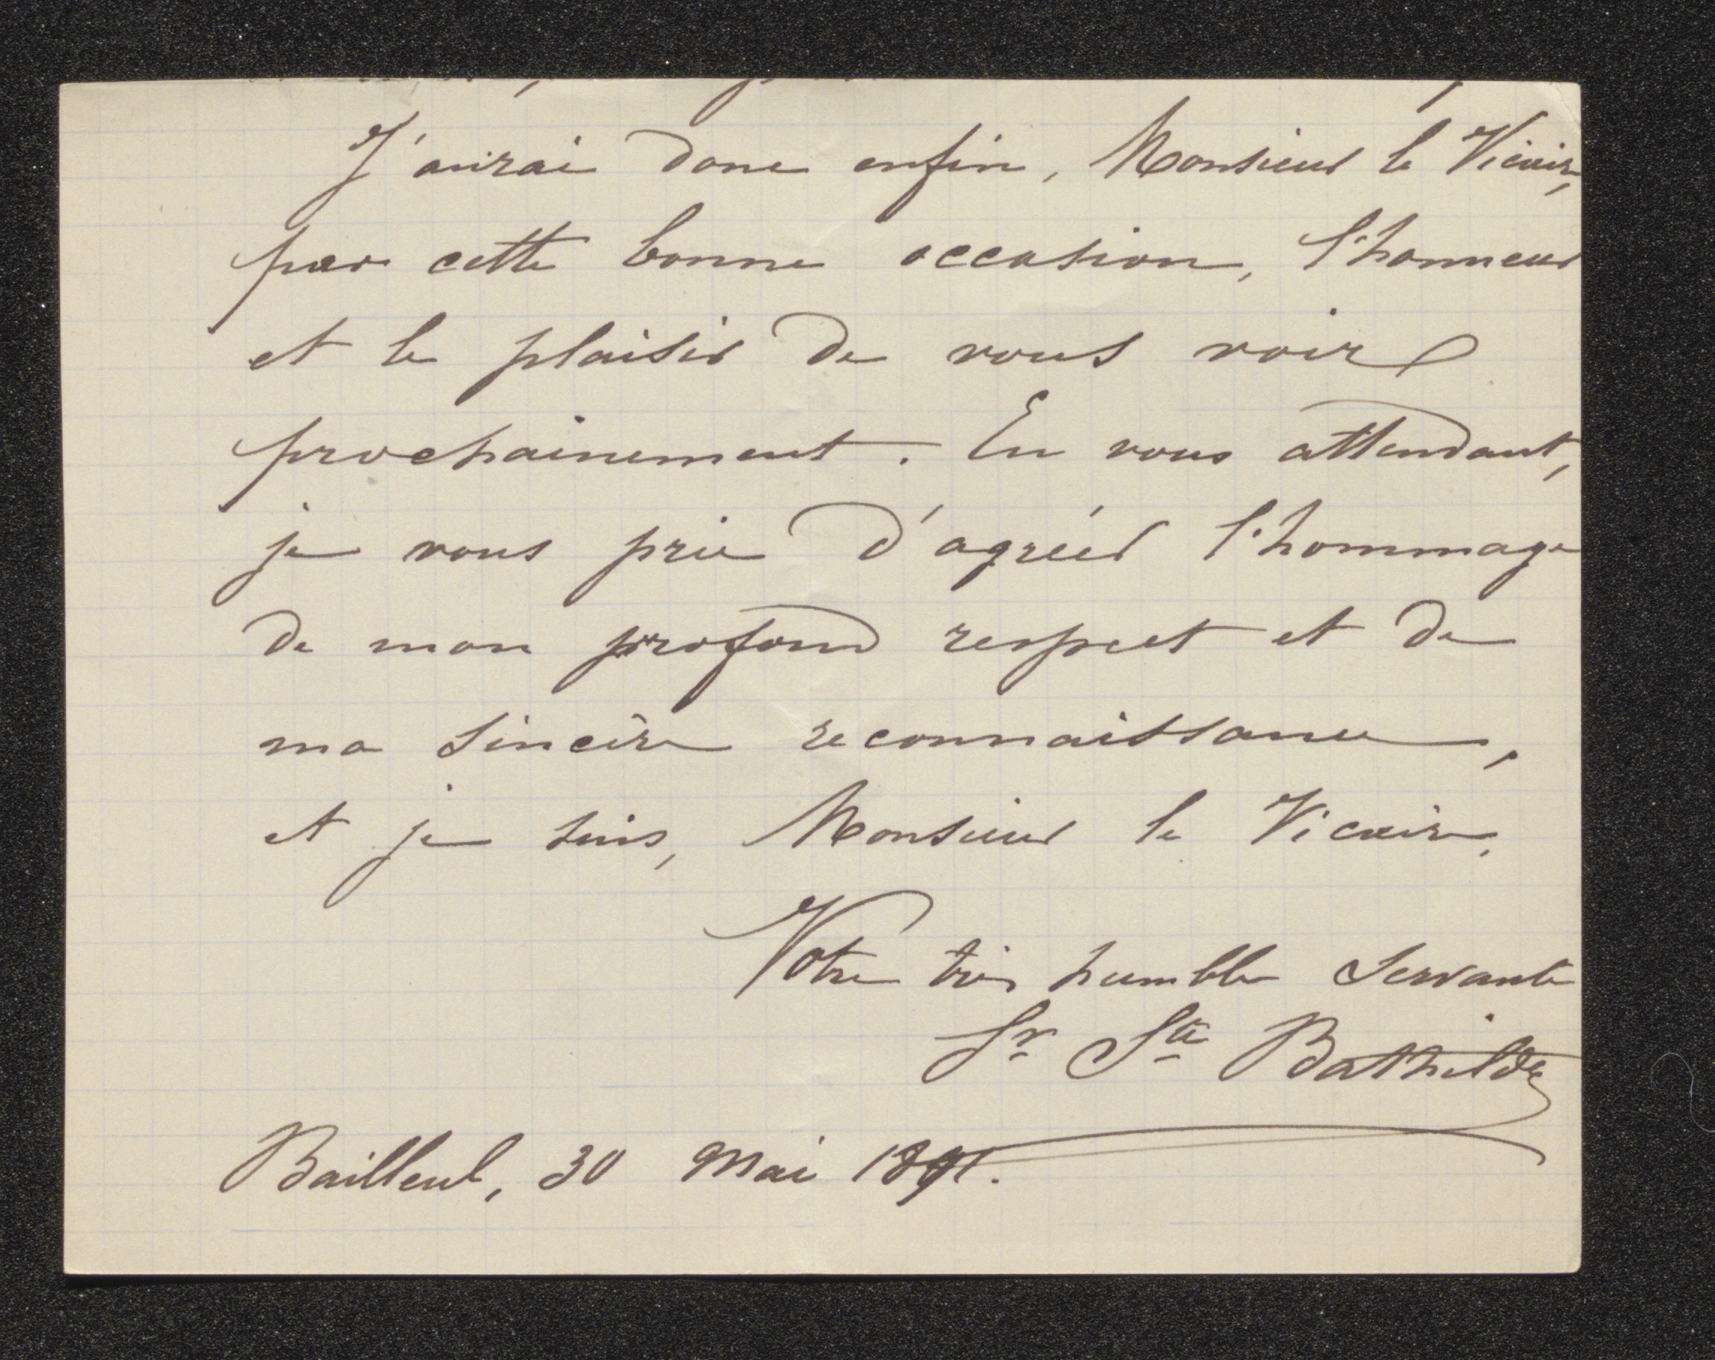 J'aurai donc enfin, Monsieur le Vicaire,
par cette bonne occasion, l'honneur
et le plaisir de vous voir
prochainement. En vous attendant,
je vous prie d'agréer l'hommage
de mon profond respect et de
ma sincère reconnaissance,
et je suis, Monsieur le Vicaire,
Votre très humble Servante
Sr Ste Bathilde
Bailleul, 30 Mai 1891.